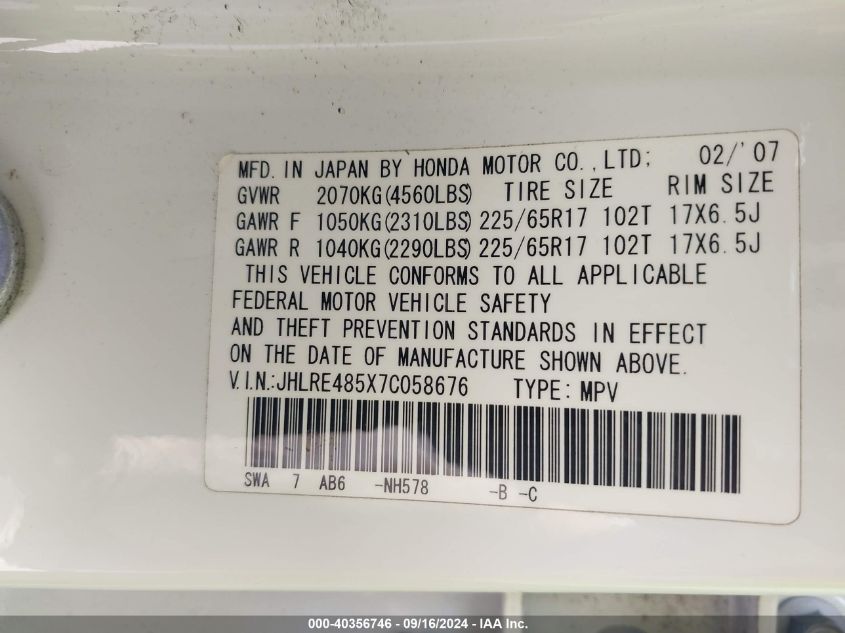 MFD. IN JAPAN BY HONDA MOTOR CO.,LTD; 02/'07
GVWR 2070KG(4560LBS) TIRE SIZE RIM SIZE
GAWR F 1050KG(2310LBS) 225/65R17 102T 17X6.5J
GAWR R 1040KG(2290LBS) 225/65R17 102T 17X6.5J
THIS VEHICLE CONFORMS TO ALL APPLICABLE
FEDERAL MOTOR VEHICLE SAFETY
AND THEFT PREVENTION STANDARDS IN EFFECT
ON THE DATE OF MANUFACTURE SHOWN ABOVE.
V.I.N.:JHLRE485X7C058676 TYPE: MPV
SWA 7 AB6 -NH578 -B -C
000-40356746 - 09/16/2024 - IAA Inc.